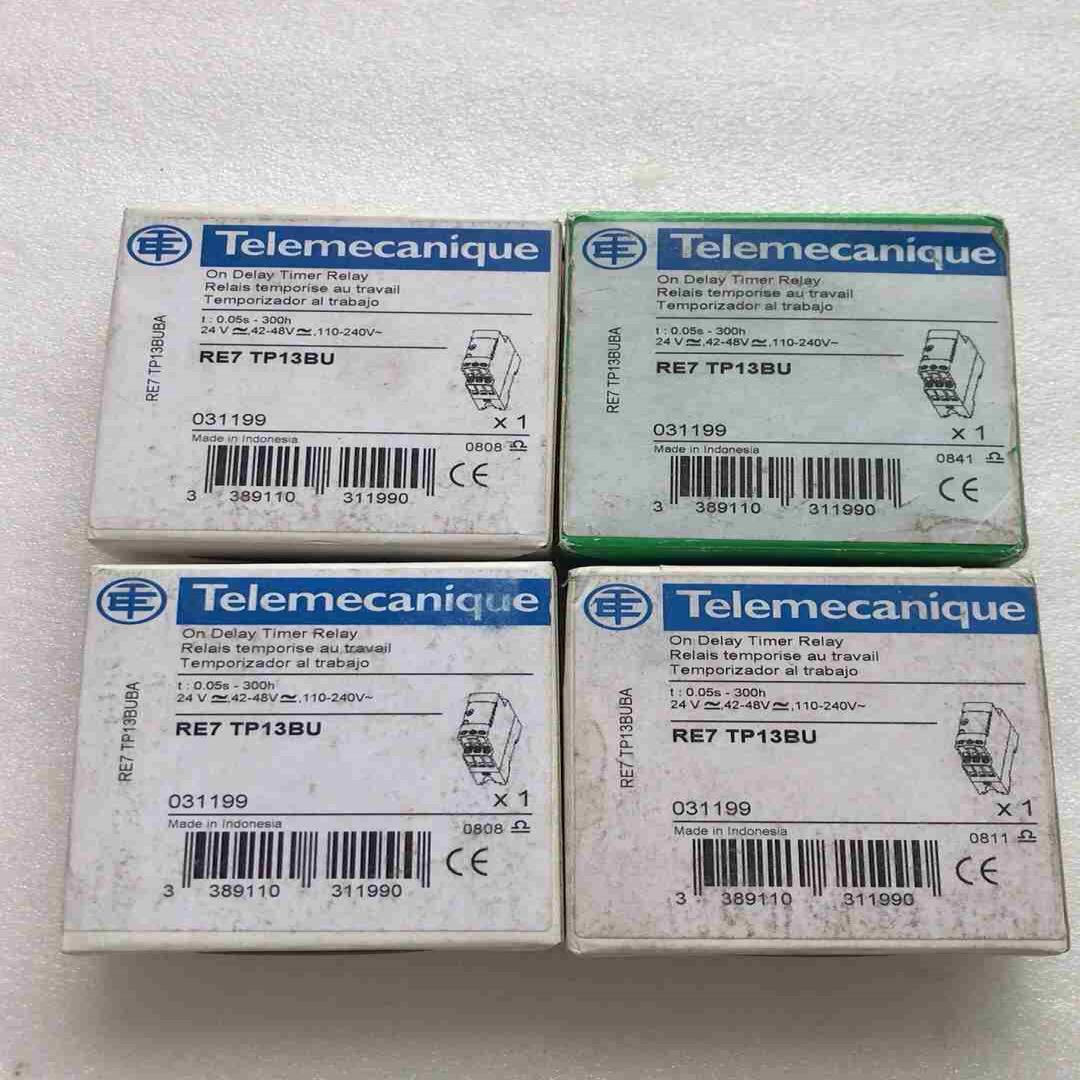 Telemecanique
On Delay Timer Relay
Relais temporise au travail
Temporizador al trabajo
t : 0.05s - 300h
24 V ≃,42-48V ≃,110-240V~
RE7 TP13BU
RE7 TP13BUBA
031199
x 1
Made in Indonesia
0808
3 389110 311990
CE
Telemecanique
On Delay Timer Relay
Relais temporise au travail
Temporizador al trabajo
t : 0.05s - 300h
24 V ≃,42-48V ≃,110-240V~
RE7 TP13BU
RE7 TP13BUBA
031199
x 1
Made in Indonesia
0841
3 389110 311990
CE
Telemecanique
On Delay Timer Relay
Relais temporise au travail
Temporizador al trabajo
t : 0.05s - 300h
24 V ≃,42-48V ≃,110-240V~
RE7 TP13BU
RE7 TP13BUBA
031199
x 1
Made in Indonesia
0808
3 389110 311990
CE
Telemecanique
On Delay Timer Relay
Relais temporise au travail
Temporizador al trabajo
t : 0.05s - 300h
24 V ≃,42-48V ≃,110-240V~
RE7 TP13BU
RE7 TP13BUBA
031199
x 1
Made in Indonesia
0811
3 389110 311990
CE